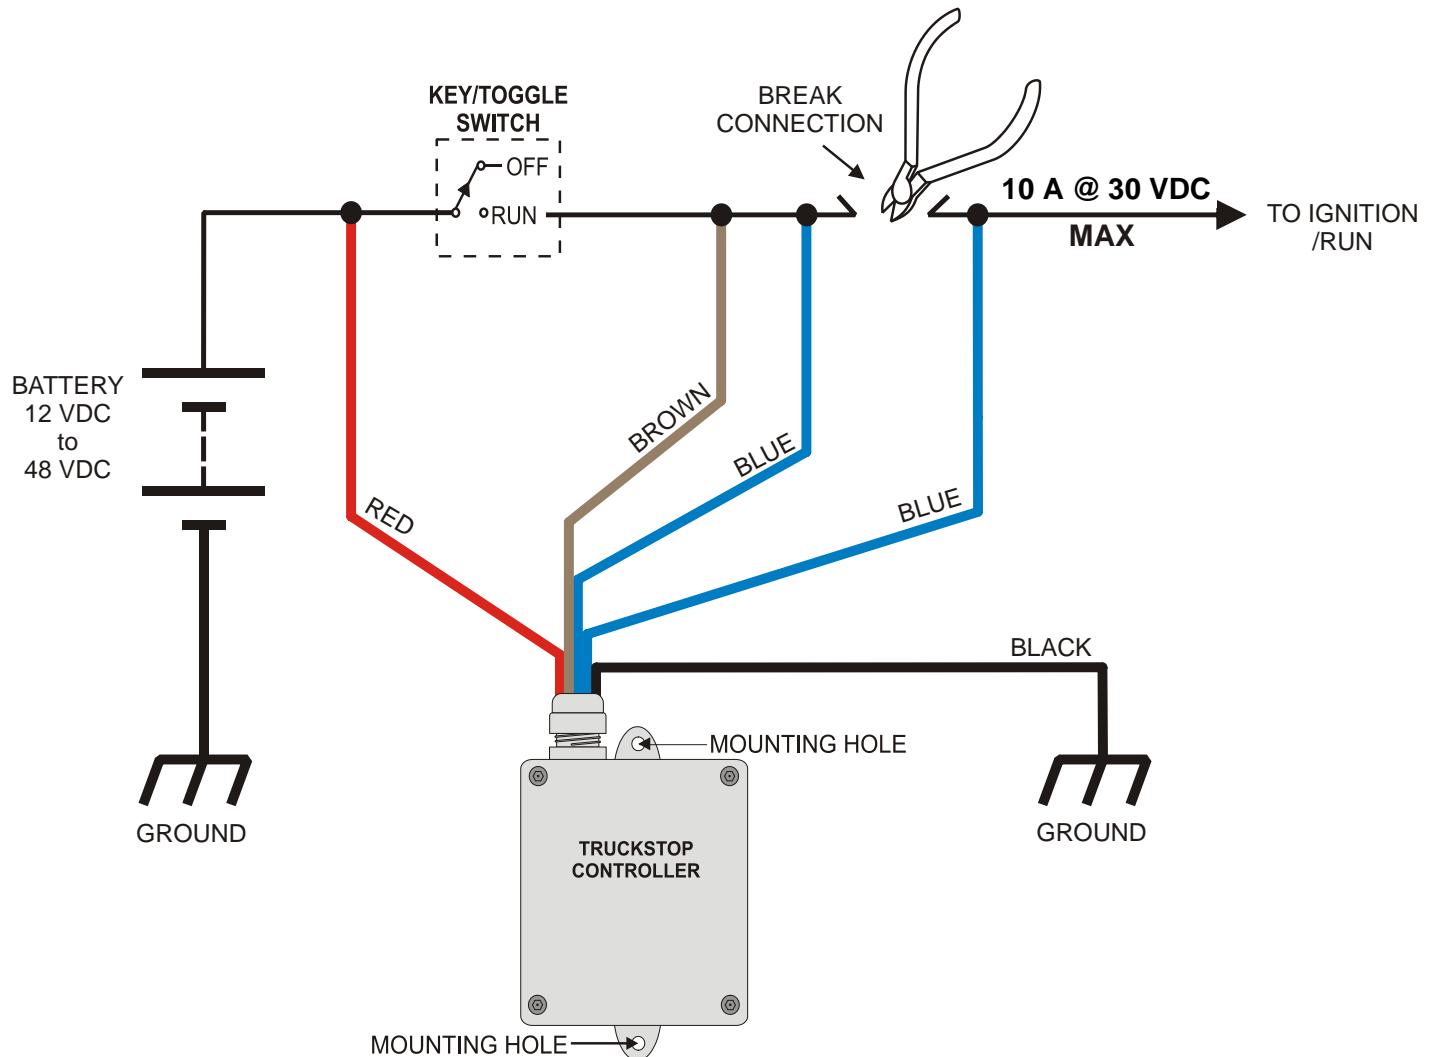 KEY/TOGGLE
SWITCH
OFF
RUN
BREAK
CONNECTION
10 A @ 30 VDC
MAX
TO IGNITION
/RUN
BATTERY
12 VDC
to
48 VDC
RED
BROWN
BLUE
BLUE
BLACK
GROUND
MOUNTING HOLE
GROUND
TRUCKSTOP
CONTROLLER
MOUNTING HOLE